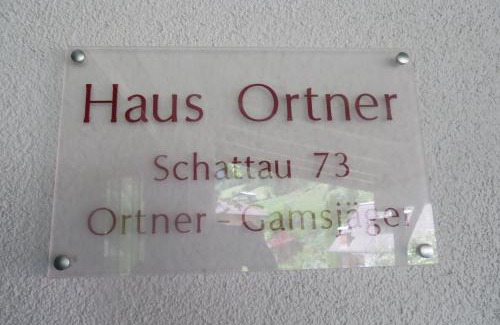 Haus Ortner
Schattau 73
Ortner - Gamsjäger